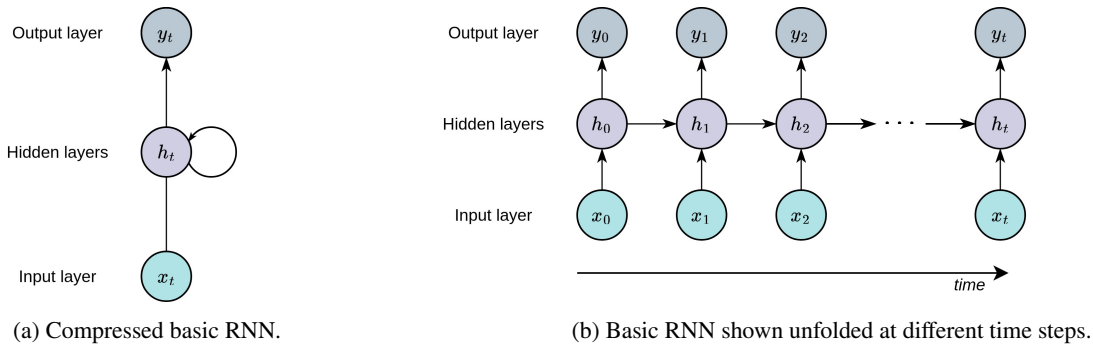 Output layer
y_t
Hidden layers
h_t
Input layer
x_t
(a) Compressed basic RNN.
Output layer
y_0 y_1 y_2 y_t
Hidden layers
h_0 h_1 h_2 ··· h_t
Input layer
x_0 x_1 x_2 x_t
time
(b) Basic RNN shown unfolded at different time steps.